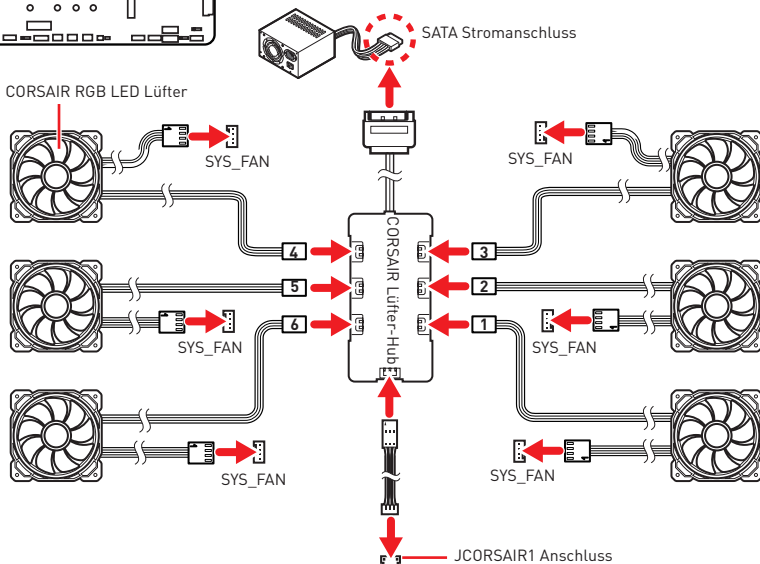 SATA Stromanschluss
CORSAIR RGB LED Lüfter
SYS_FAN
SYS_FAN
4
3
CORSAIR Lüfter-Hub
5
2
6
1
SYS_FAN
SYS_FAN
SYS_FAN
SYS_FAN
JCORSAIR1 Anschluss